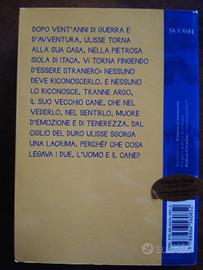 DOPO VENT'ANNI DI GUERRA E
D'AVVENTURA, ULISSE TORNA
ALLA SUA CASA, NELLA PIETROSA
ISOLA DI ITACA. VI TORNA FINGENDO
D'ESSERE STRANIERO: NESSUNO
DEVE RICONOSCERLO. E NESSUNO
LO RICONOSCE, TRANNE ARGO,
IL SUO VECCHIO CANE, CHE NEL
VEDERLO, NEL SENTIRLO, MUORE
D'EMOZIONE E DI TENEREZZA. DAL
CIGLIO DEL DURO ULISSE SGORGA
UNA LACRIMA. PERCHÉ? CHE COSA
LEGAVA I DUE, L'UOMO E IL CANE?
DA 11 ANNI
subito